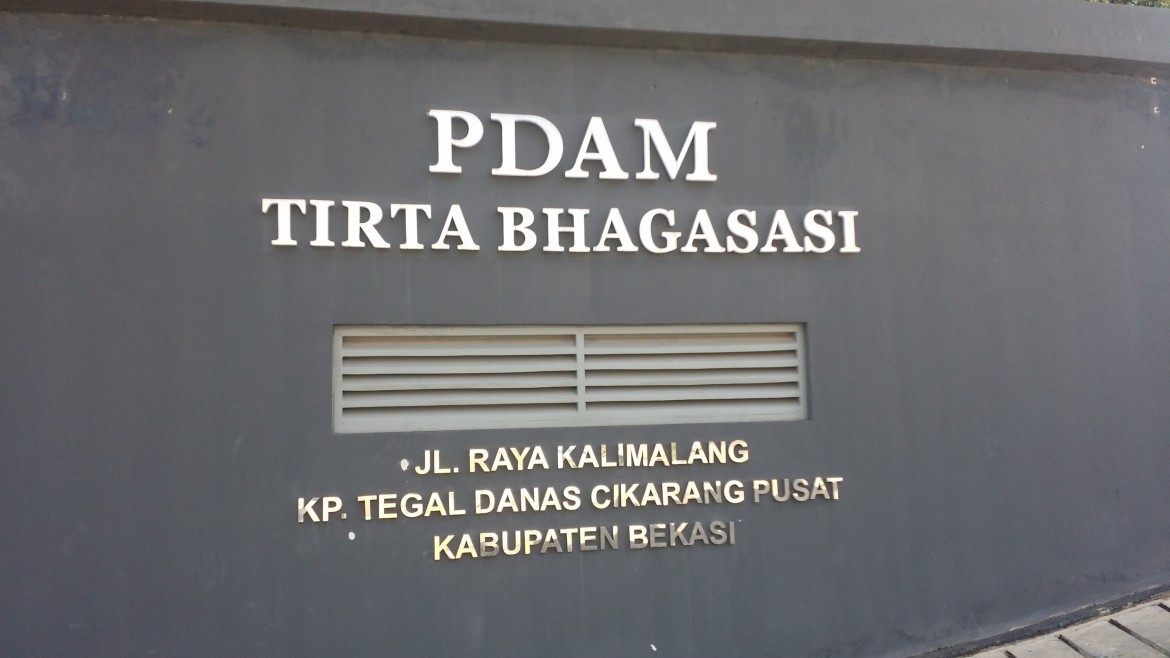 PDAM
TIRTA BHAGASASI
JL. RAYA KALIMALANG
KP. TEGAL DANAS CIKARANG PUSAT
KABUPATEN BEKASI